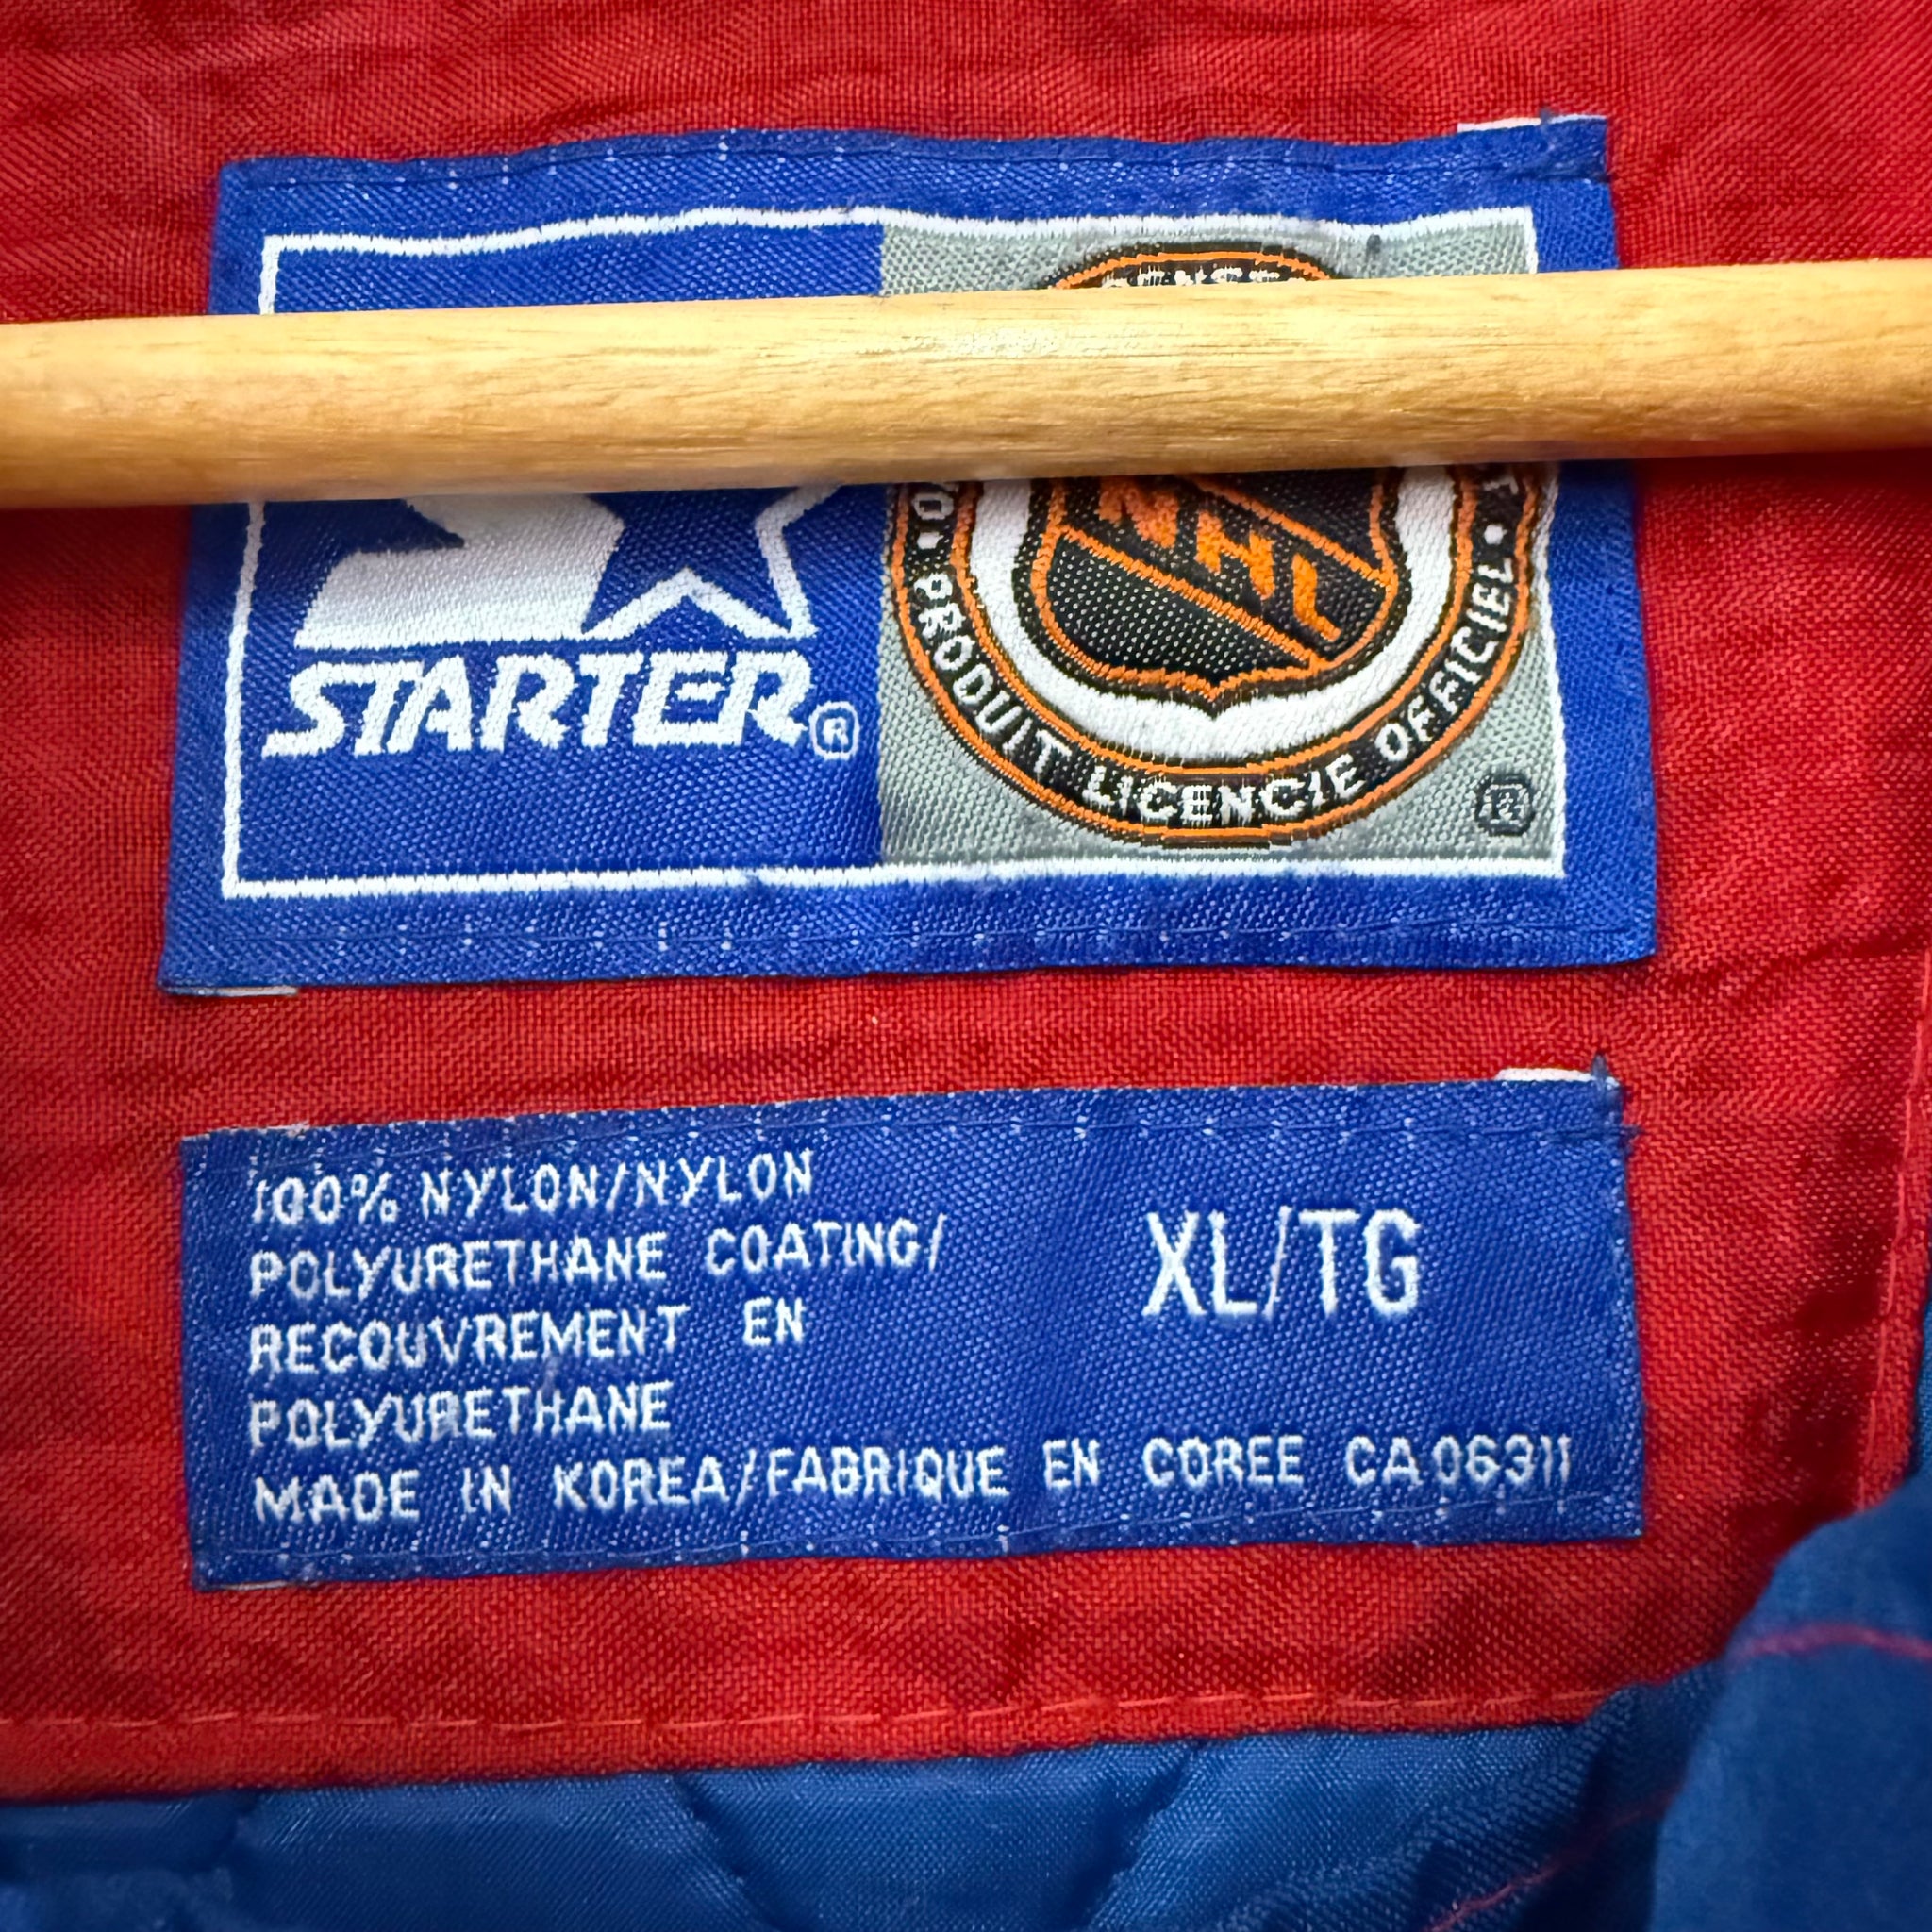 STARTER®
NHL
PRODUIT LICENCIE OFFICIEL
®
100% NYLON/NYLON
POLYURETHANE COATING/
RECOUVREMENT EN
POLYURETHANE
XL/TG
MADE IN KOREA/FABRIQUE EN COREE CA06311